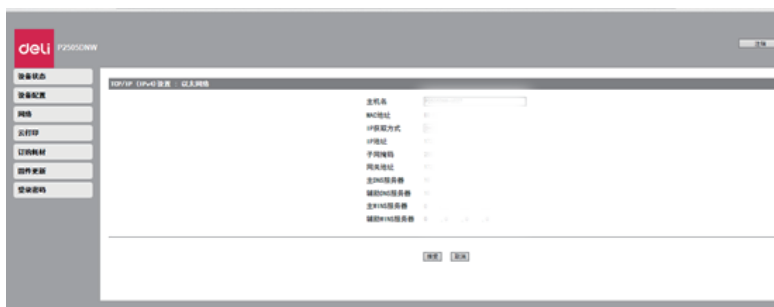 deli P2505DNW
注销
设备状态
设备配置
网络
云打印
订购耗材
固件更新
登录密码
TCP/IP (IPv4)设置 : 以太网络
主机名
MAC地址
IP获取方式
IP地址
子网掩码
网关地址
主DNS服务器
辅助DNS服务器
主WINS服务器
辅助WINS服务器
接受 取消